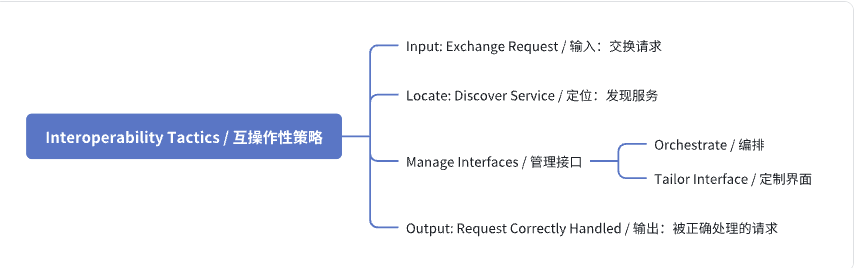 Interoperability Tactics / 互操作性策略
Input: Exchange Request / 输入：交换请求
Locate: Discover Service / 定位：发现服务
Manage Interfaces / 管理接口
Orchestrate / 编排
Tailor Interface / 定制界面
Output: Request Correctly Handled / 输出：被正确处理的请求